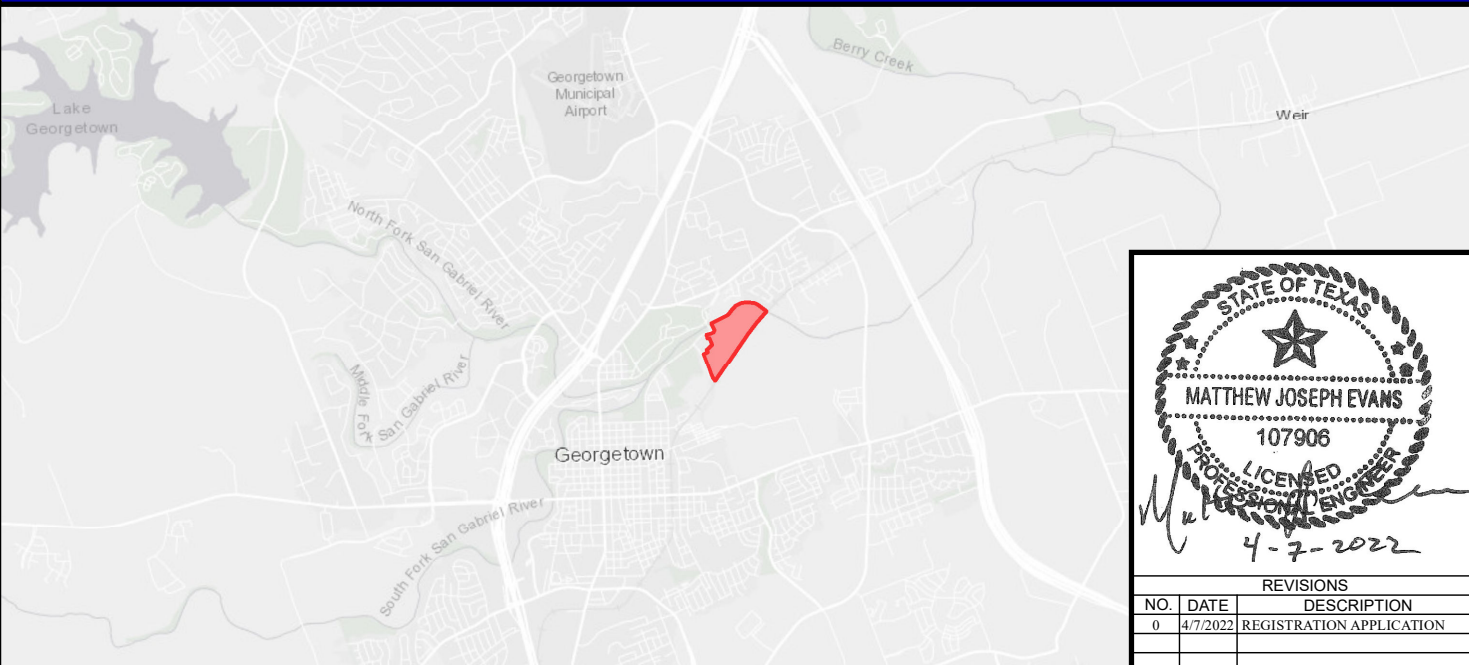 Berry Creek
Georgetown
Municipal
Airport
Lake
Georgetown
Weir
North Fork San Gabriel River
Middle Fork San Gabriel River
Georgetown
South Fork San Gabriel River
STATE OF TEXAS
MATTHEW JOSEPH EVANS
107906
LICENSED
PROFESSIONAL ENGINEER
4-7-2022
REVISIONS
NO. DATE DESCRIPTION
0 4/7/2022 REGISTRATION APPLICATION